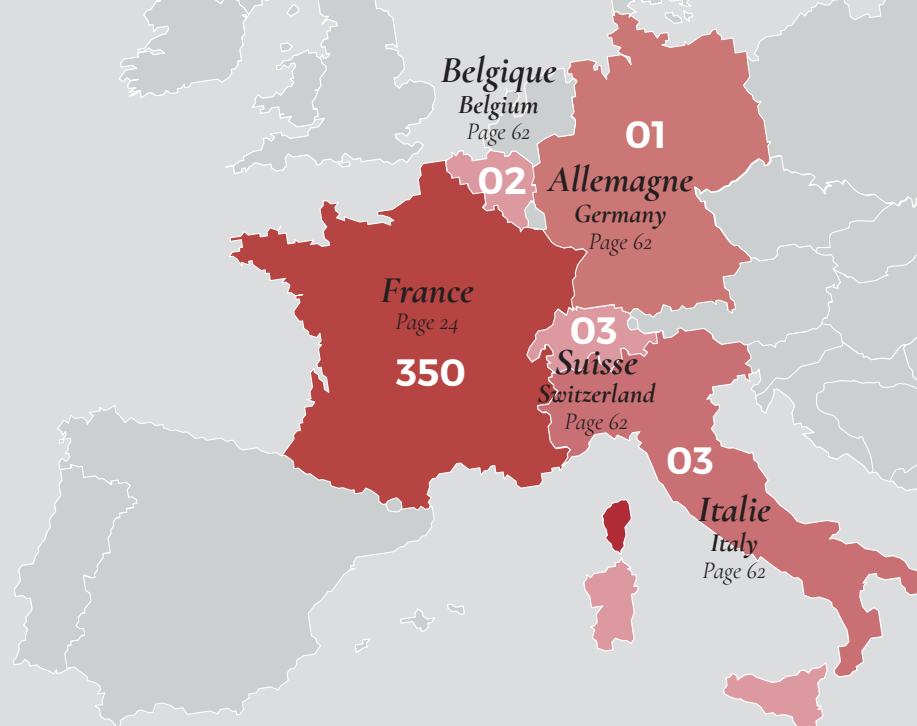 Belgique
Belgium
Page 62
02
01
Allemagne
Germany
Page 62
France
Page 24
350
03
Suisse
Switzerland
Page 62
03
Italie
Italy
Page 62